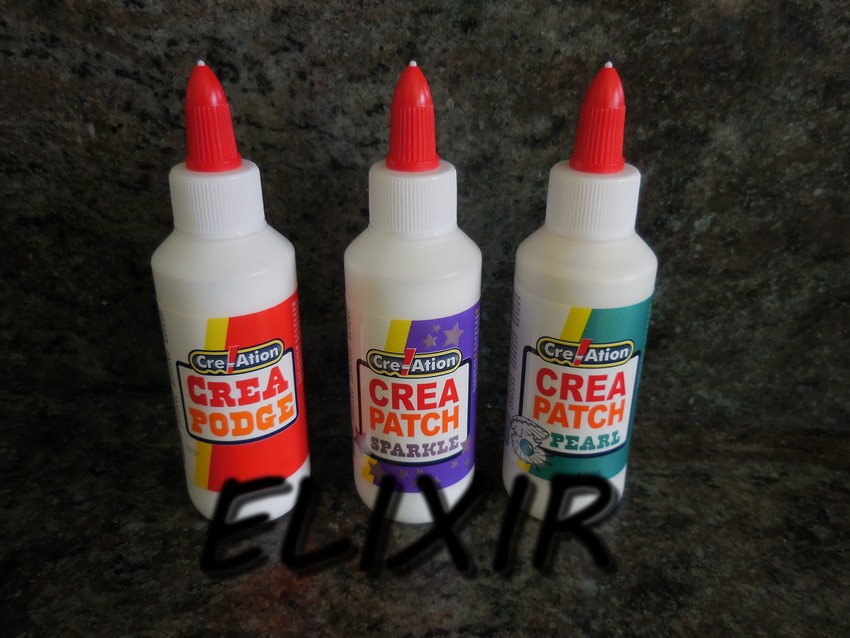 Cre!Ation
CREA
PODGE
Cre!Ation
CREA
PATCH
SPARKLE
Cre!Ation
CREA
PATCH
PEARL
ELIXIR